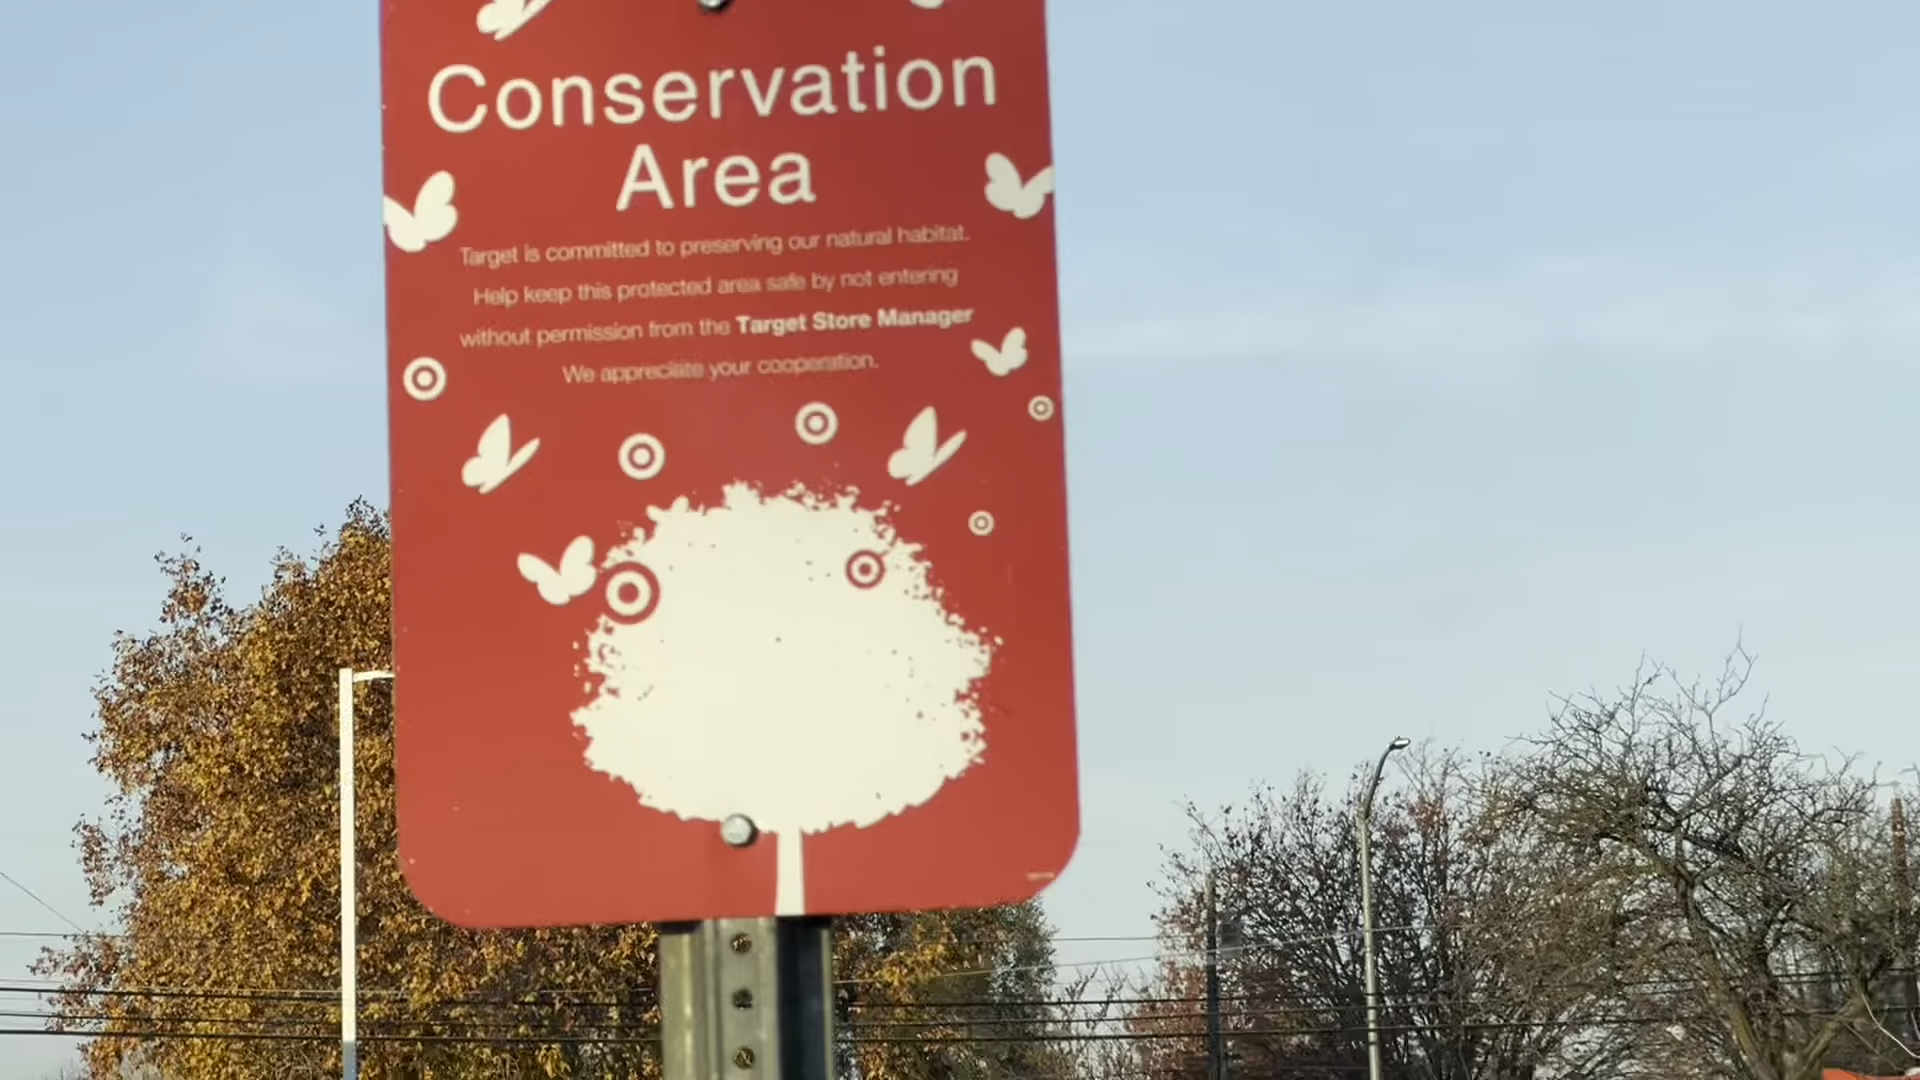 Conservation
Area
Target is committed to preserving our natural habitat.
Help keep this protected area safe by not entering
without permission from the Target Store Manager
We appreciate your cooperation.